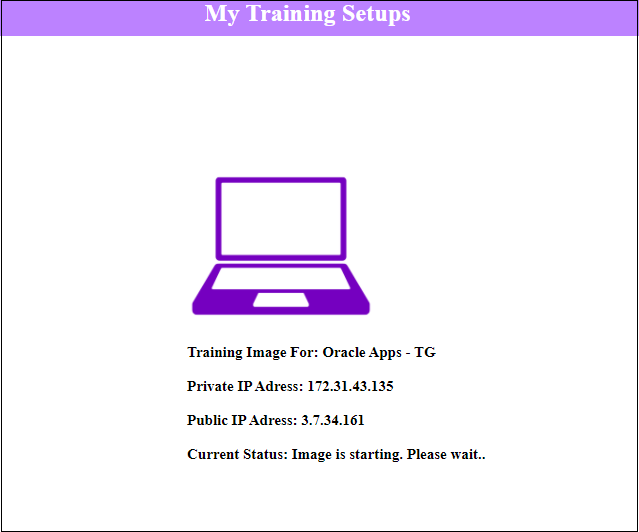 My Training Setups
Training Image For: Oracle Apps - TG
Private IP Adress: 172.31.43.135
Public IP Adress: 3.7.34.161
Current Status: Image is starting. Please wait..